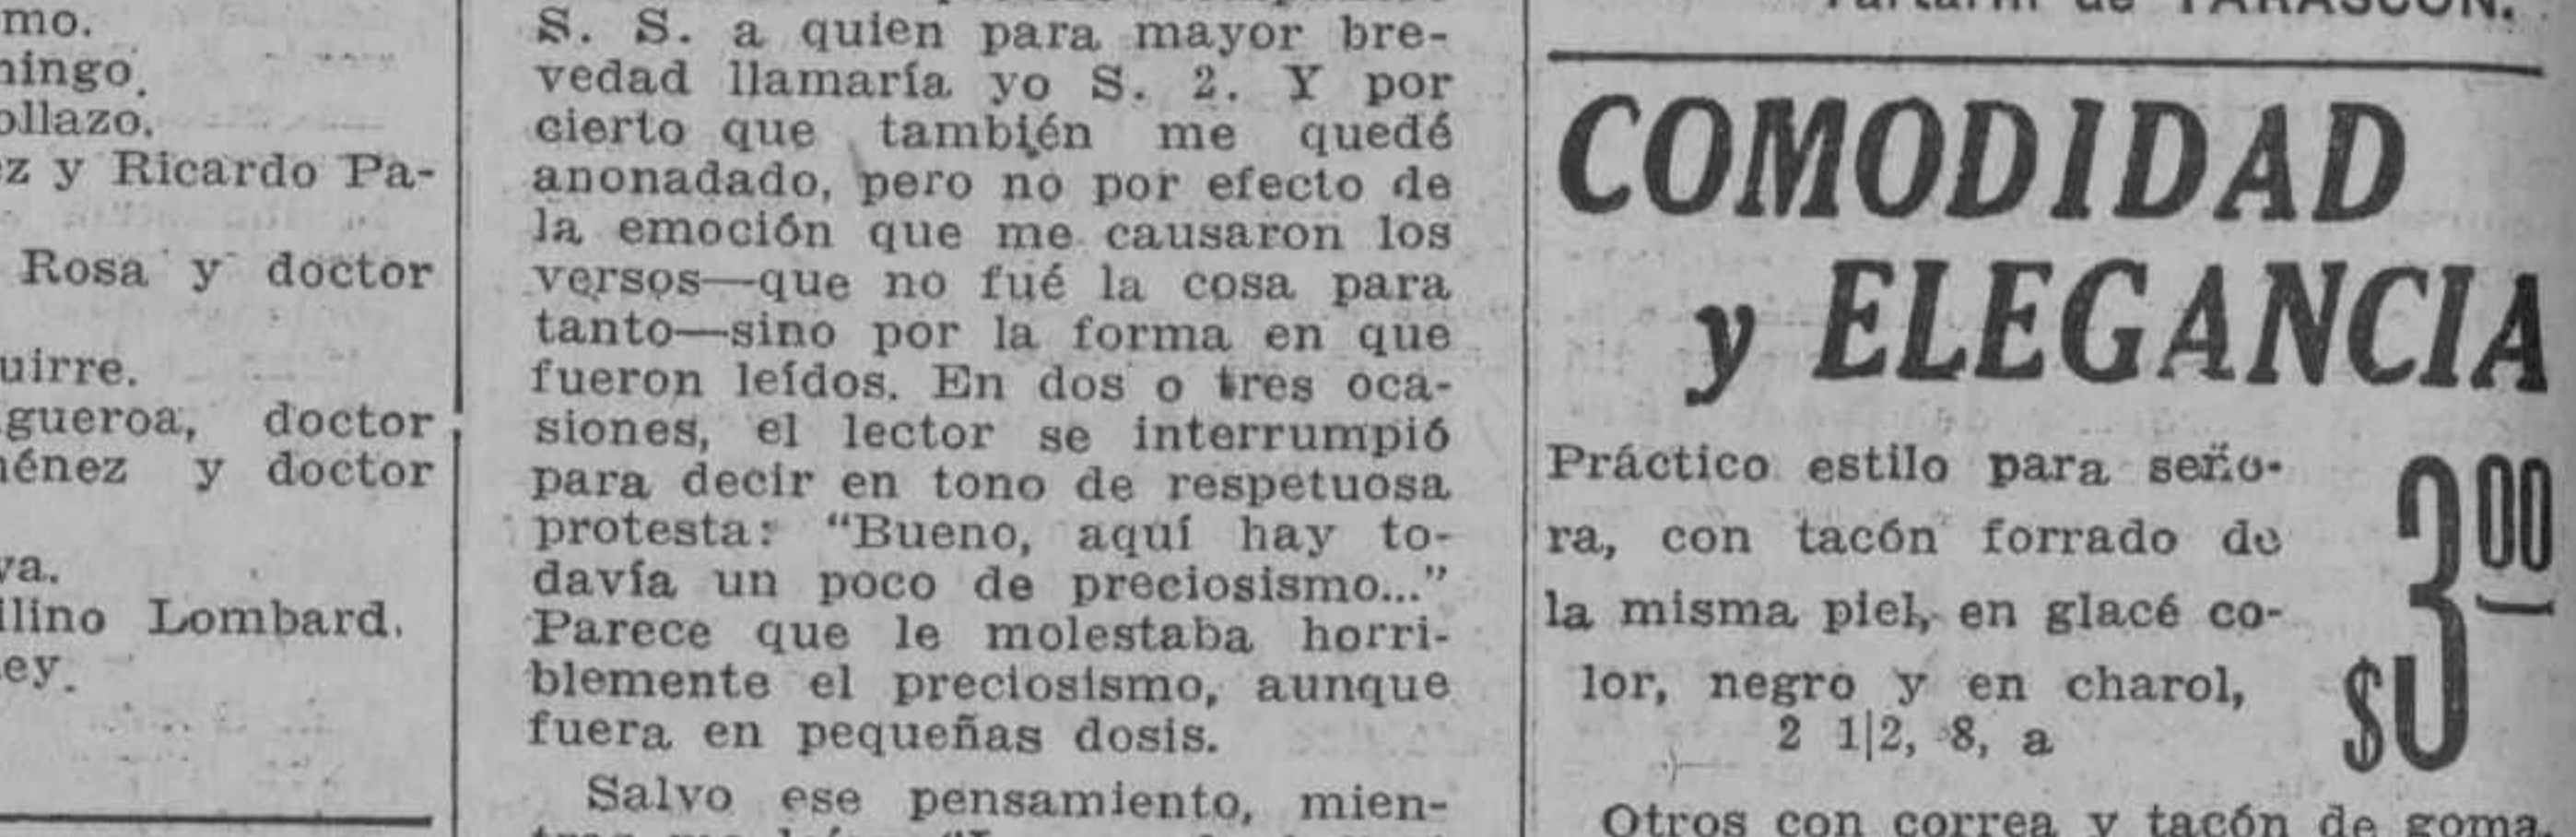 mo.
ningo.
ollazo.
ez y Ricardo Pa-
Rosa y doctor
uirre.
gueroa, doctor
ménez y doctor
va.
ilino Lombard.
ey.
S. S. a quien para mayor bre-
vedad llamaría yo S. 2. Y por
cierto que también me quedé
anonadado, pero no por efecto de
la emoción que me causaron los
versos—que no fué la cosa para
tanto—sino por la forma en que
fueron leídos. En dos o tres oca-
siones, el lector se interrumpió
para decir en tono de respetuosa
protesta: “Bueno, aquí hay to-
davía un poco de preciosismo...”
Parece que le molestaba horri-
blemente el preciosismo, aunque
fuera en pequeñas dosis.
Salvo ese pensamiento, mien-
Tartarín de TARASCON.
COMODIDAD
y ELEGANCIA
Práctico estilo para seño-
ra, con tacón forrado de
la misma piel, en glacé co-
lor, negro y en charol,
2 1|2, 8, a
$3.00
Otros con correa y tacón de goma,